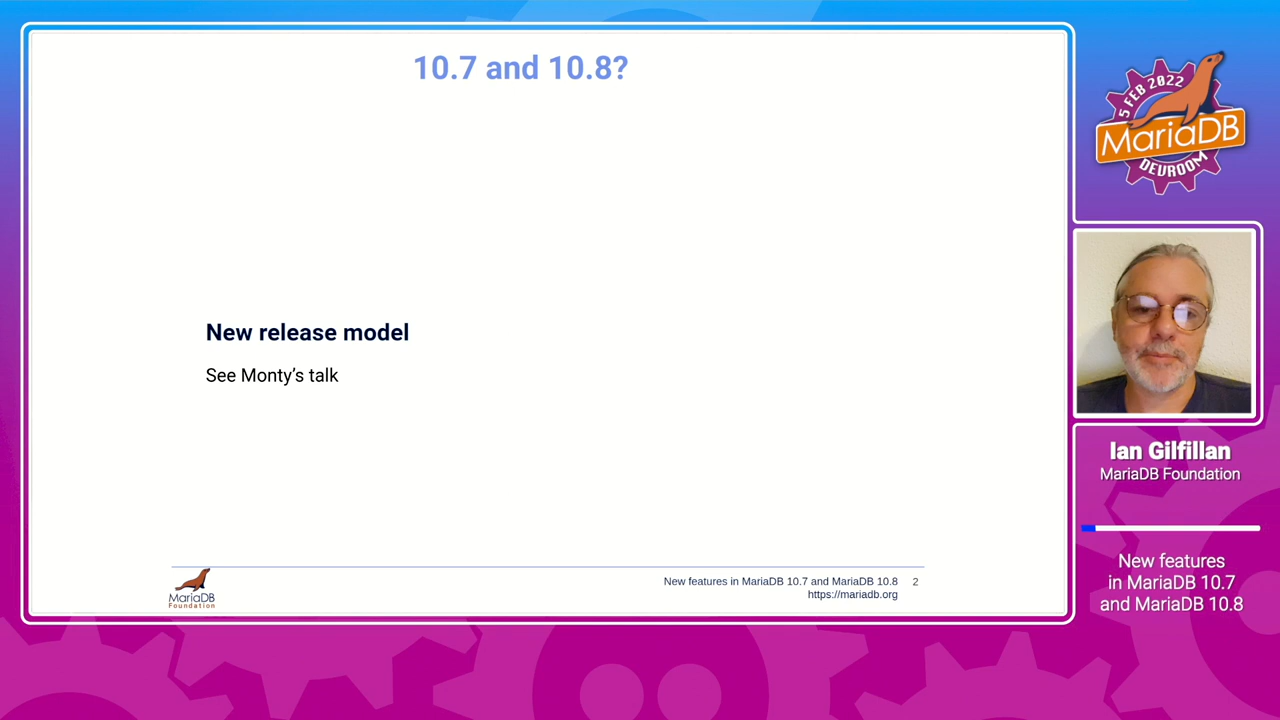 10.7 and 10.8?
New release model
See Monty's talk
MariaDB
Foundation
New features in MariaDB 10.7 and MariaDB 10.8 2
https://mariadb.org
5 FEB 2022
MariaDB
DEVROOM
Ian Gilfillan
MariaDB Foundation
New features
in MariaDB 10.7
and MariaDB 10.8